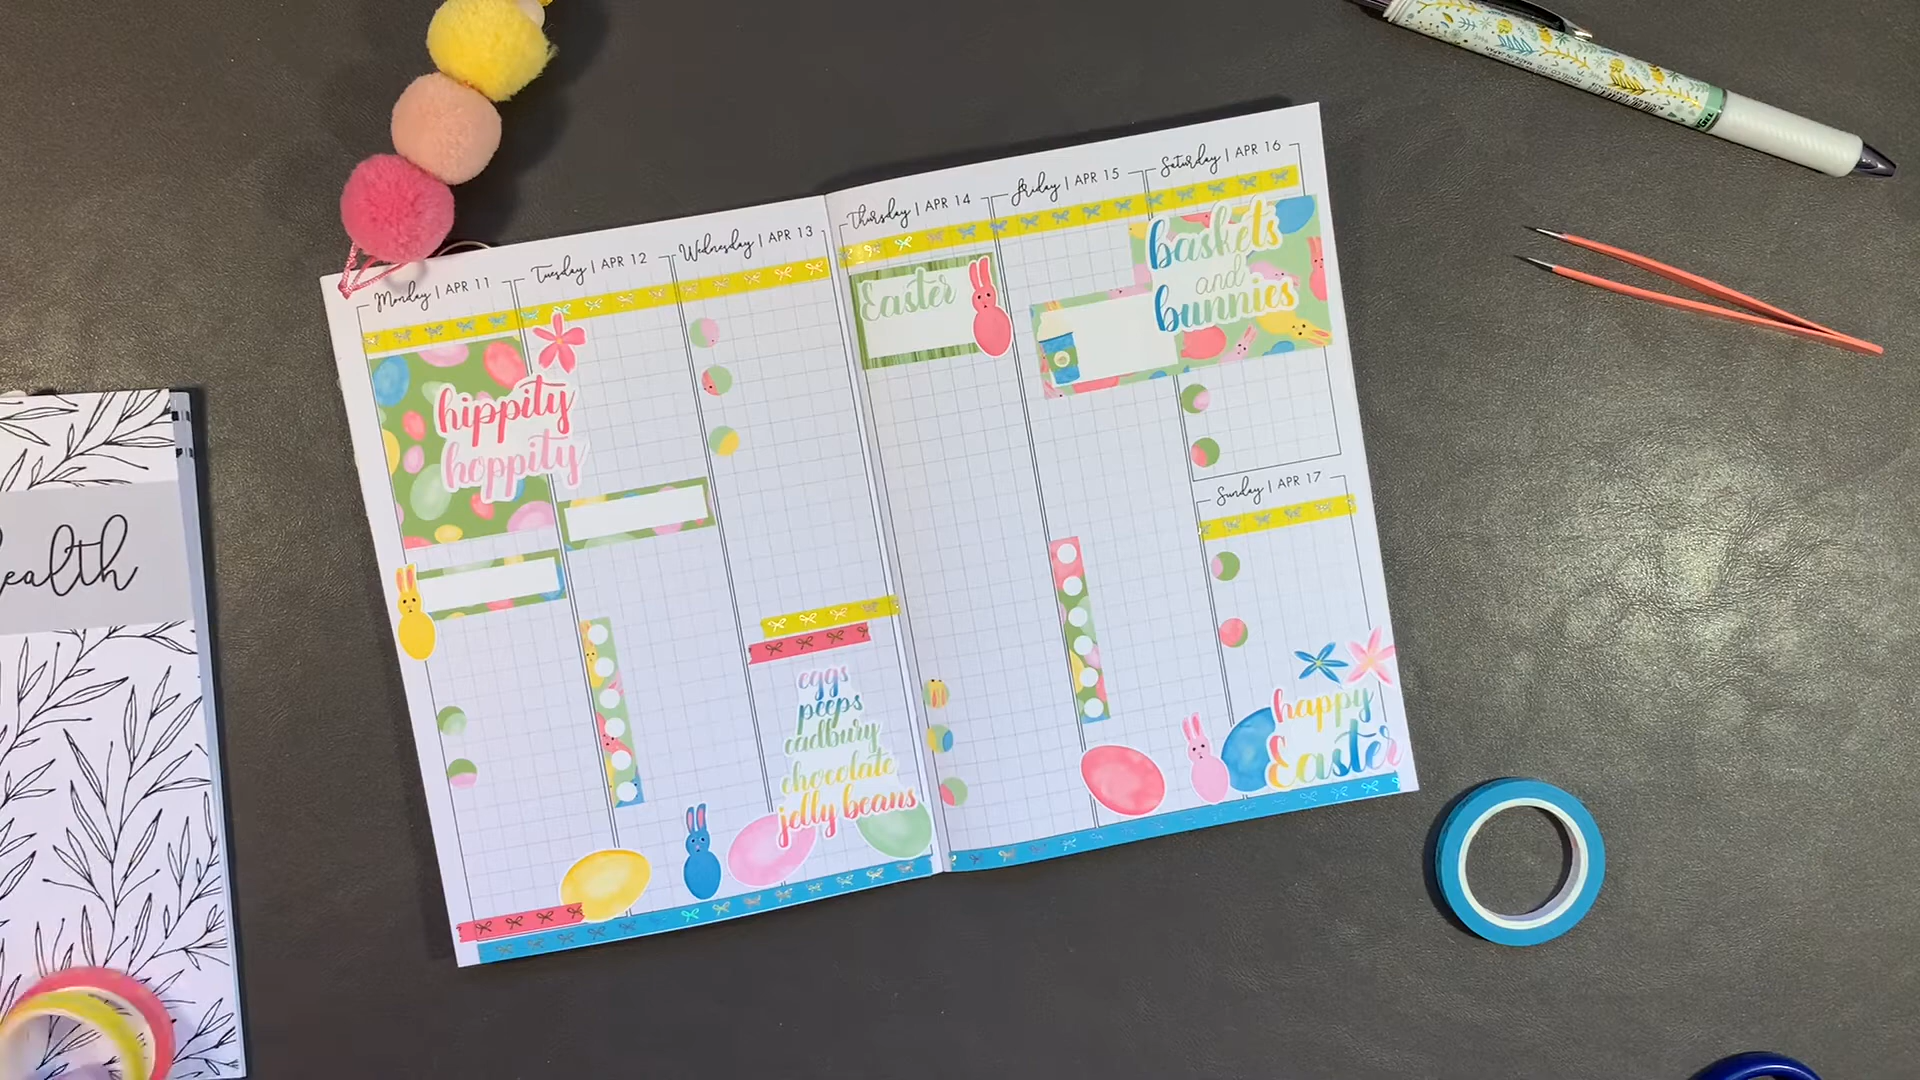 Monday | APR 11
Tuesday | APR 12
Wednesday | APR 13
Thursday | APR 14
Friday | APR 15
Saturday | APR 16
hippity
hoppity
Easter
baskets
and
bunnies
Sunday | APR 17
eggs
peeps
cadbury
chocolate
jelly beans
happy
Easter
ealth